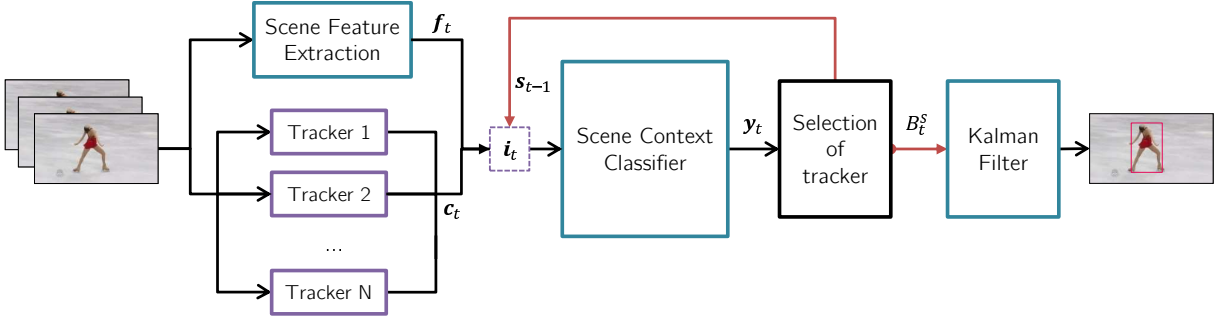 Scene Feature
Extraction
f_t
s_{t−1}
Tracker 1
Tracker 2
c_t
...
Tracker N
i_t
Scene Context
Classifier
y_t
Selection
of
tracker
B_t^s
Kalman
Filter